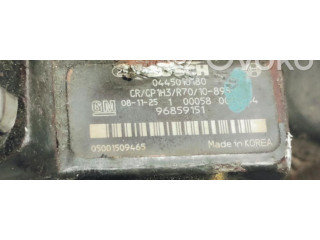 BOSCH
0445010180
CR/CP1H3/R70/10-89
GM 08-11-25 1 00058
96859151
05001509465 Made in KOREA